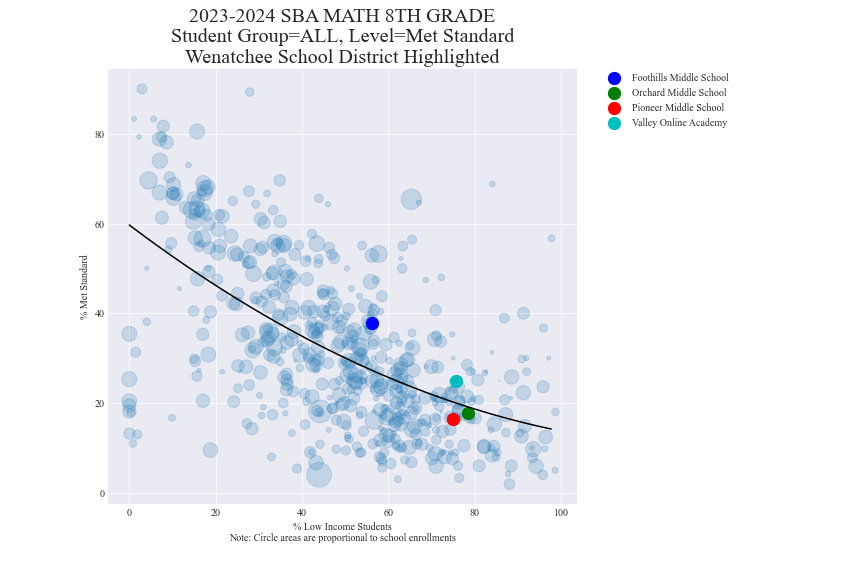 2023-2024 SBA MATH 8TH GRADE
Student Group=ALL, Level=Met Standard
Wenatchee School District Highlighted
Foothills Middle School
Orchard Middle School
Pioneer Middle School
Valley Online Academy
% Met Standard
80
60
40
20
0
0 20 40 60 80 100
% Low Income Students
Note: Circle areas are proportional to school enrollments